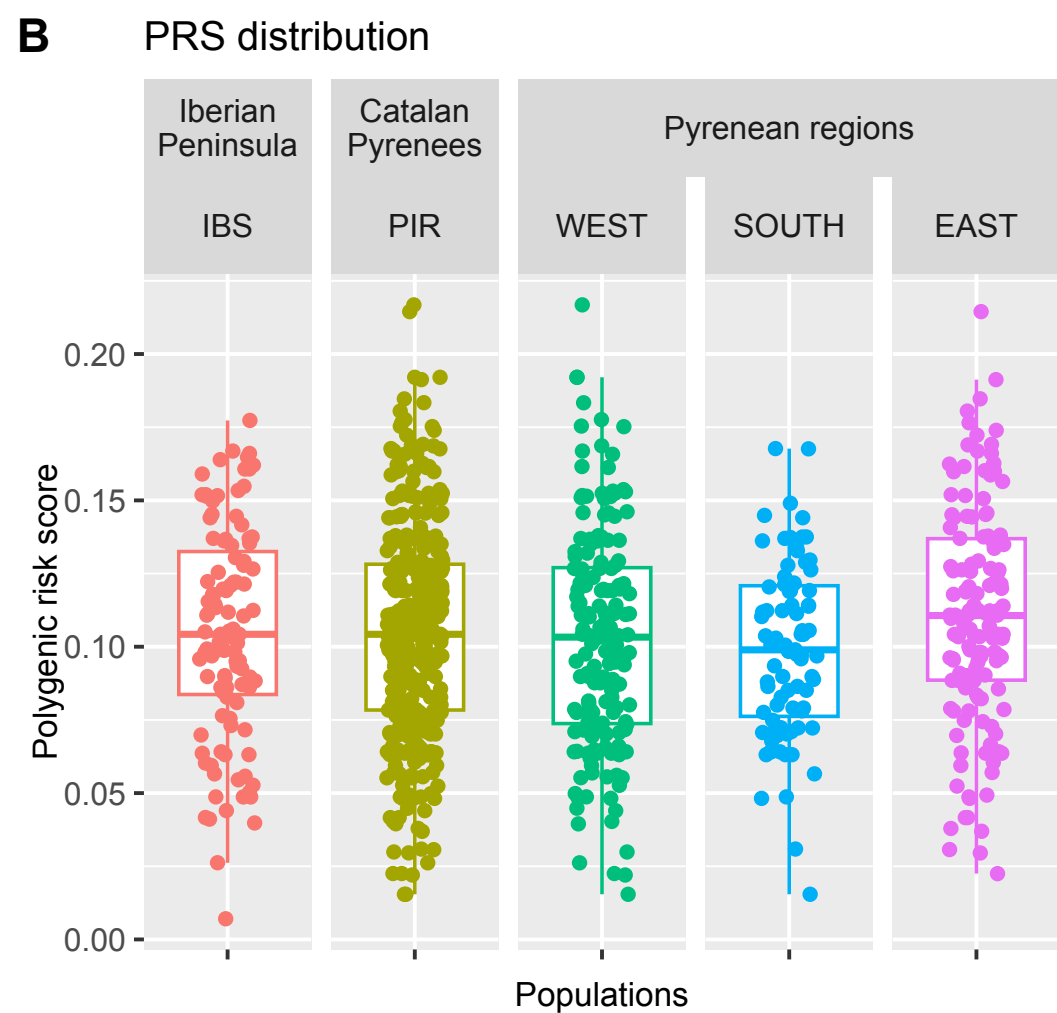 B
PRS distribution
Iberian
Peninsula
Catalan
Pyrenees
Pyrenean regions
IBS
PIR
WEST
SOUTH
EAST
Polygenic risk score
0.20
0.15
0.10
0.05
0.00
Populations